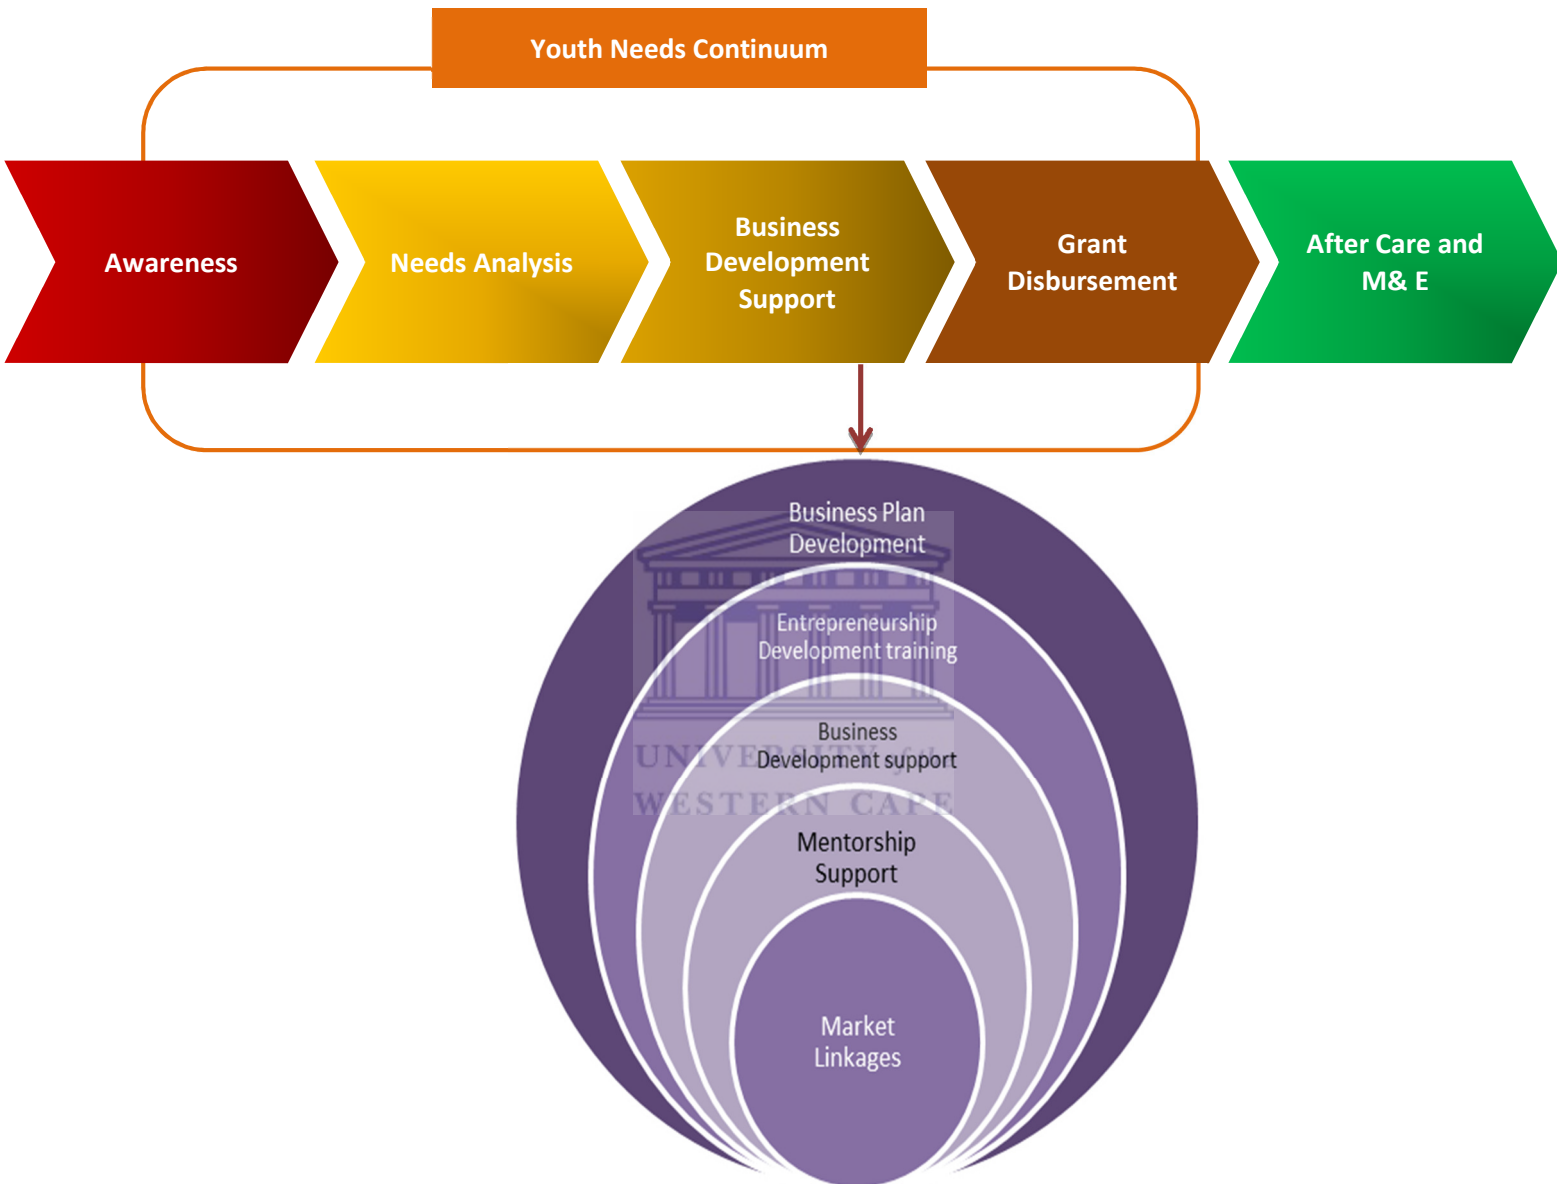 Youth Needs Continuum
Awareness
Needs Analysis
Business
Development
Support
Grant
Disbursement
After Care and
M& E
Business Plan
Development
Entrepreneurship
Development training
Business
Development support
UNIVERSITY of the
WESTERN CAPE
Mentorship
Support
Market
Linkages